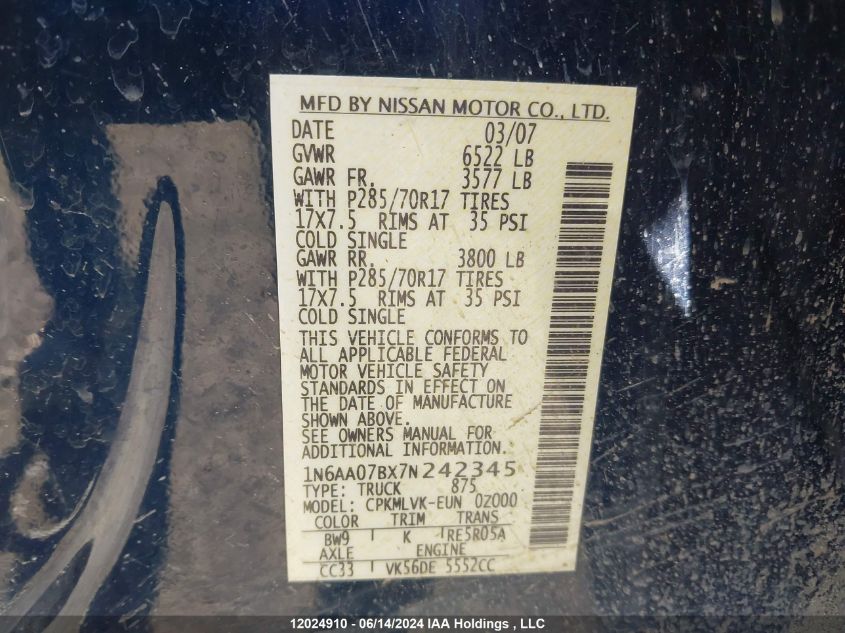 MFD BY NISSAN MOTOR CO., LTD.
DATE 03/07
GVWR 6522 LB
GAWR FR. 3577 LB
WITH P285/70R17 TIRES
17X7.5 RIMS AT 35 PSI
COLD SINGLE
GAWR RR. 3800 LB
WITH P285/70R17 TIRES
17X7.5 RIMS AT 35 PSI
COLD SINGLE
THIS VEHICLE CONFORMS TO
ALL APPLICABLE FEDERAL
MOTOR VEHICLE SAFETY
STANDARDS IN EFFECT ON
THE DATE OF MANUFACTURE
SHOWN ABOVE.
SEE OWNERS MANUAL FOR
ADDITIONAL INFORMATION.
1N6AA07BX7N242345
TYPE: TRUCK 875
MODEL: CPKMLVK-EUN 0Z000
COLOR TRIM TRANS
BW9 K RE5R05A
AXLE ENGINE
CC33 VK56DE 5552CC
12024910 - 06/14/2024 IAA Holdings, LLC